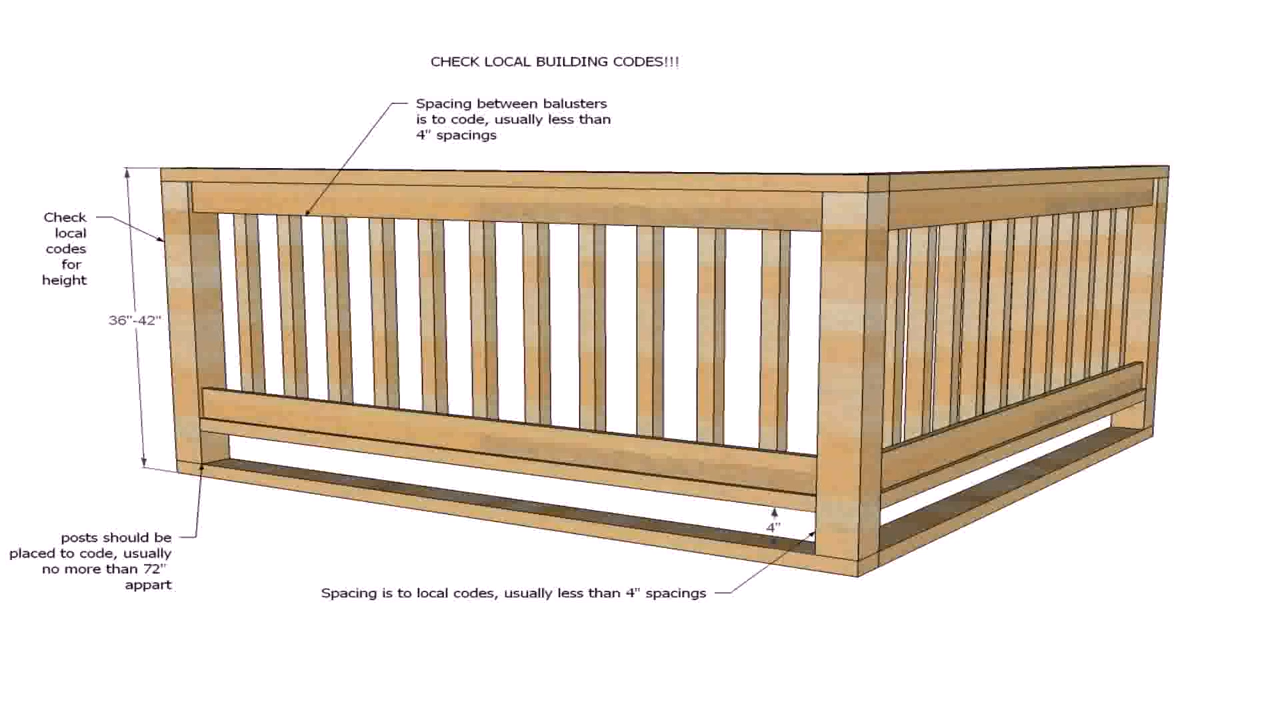 CHECK LOCAL BUILDING CODES!!!
Spacing between balusters
is to code, usually less than
4" spacings
Check
local
codes
for
height
36"-42"
4"
posts should be
placed to code, usually
no more than 72"
appart
Spacing is to local codes, usually less than 4" spacings